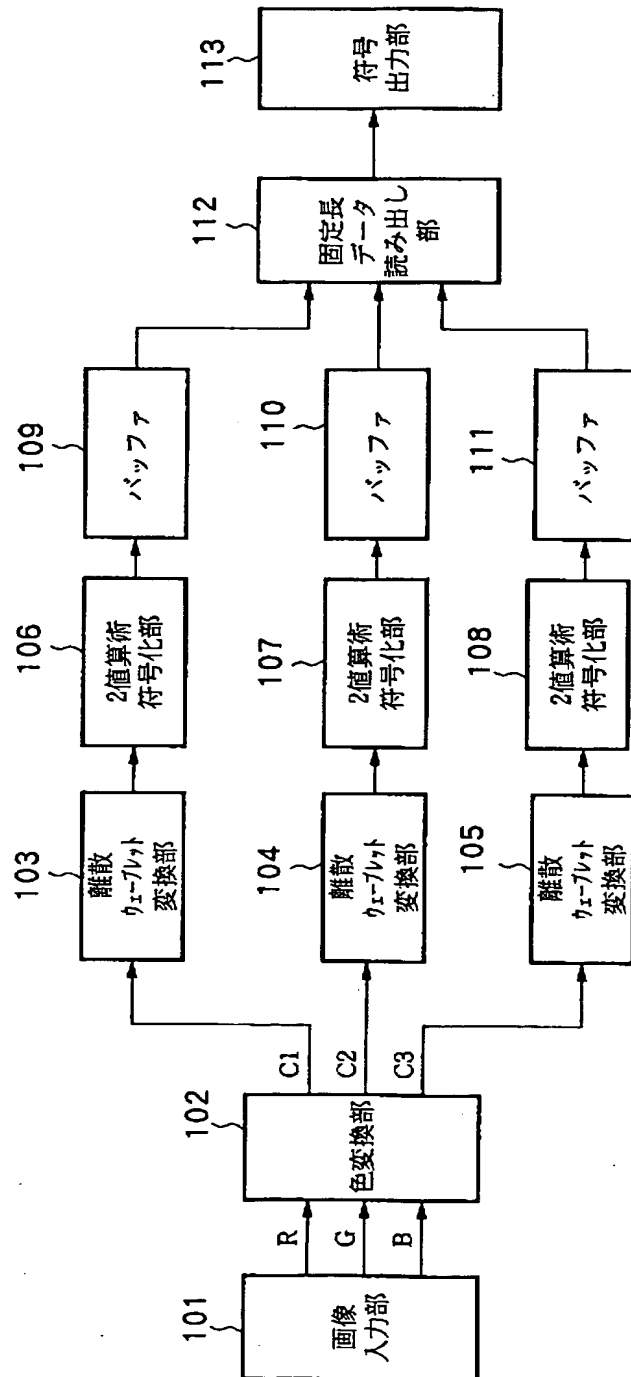 101
画像
入力部
R
G
B
102
色変換部
C1
C2
C3
103
離散
ウェーブレット
変換部
104
離散
ウェーブレット
変換部
105
離散
ウェーブレット
変換部
106
2値算術
符号化部
107
2値算術
符号化部
108
2値算術
符号化部
109
バッファ
110
バッファ
111
バッファ
112
固定長
データ
読み出し
部
113
符号
出力部